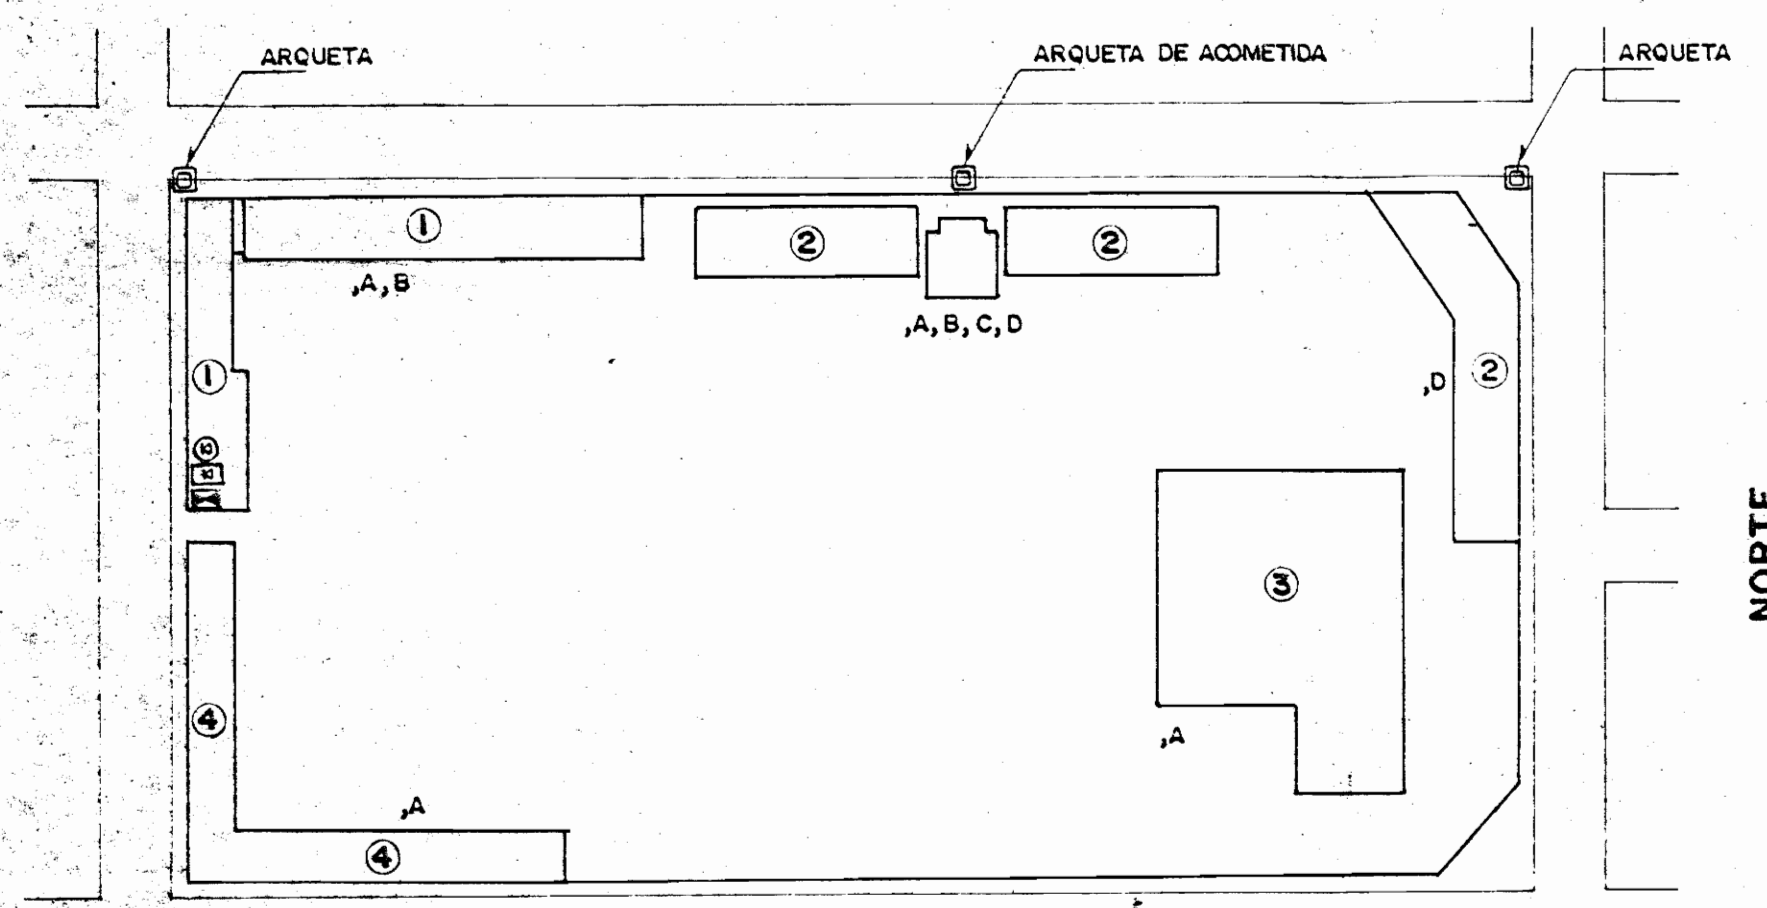 ARQUETA
ARQUETA DE ACOMETIDA
ARQUETA
1
2
2
,A, B
,A, B, C, D
1
,D
2
NORTE
3
4
,A
,A
4